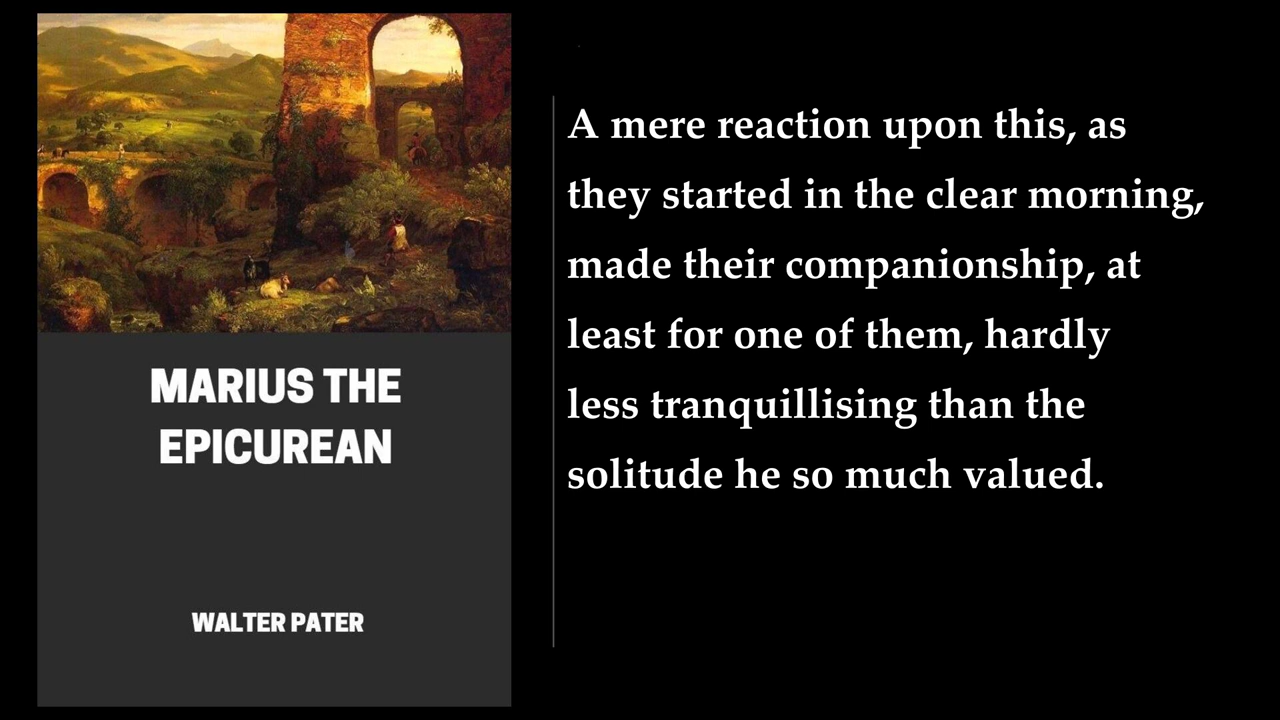 MARIUS THE
EPICUREAN
WALTER PATER
A mere reaction upon this, as
they started in the clear morning,
made their companionship, at
least for one of them, hardly
less tranquillising than the
solitude he so much valued.